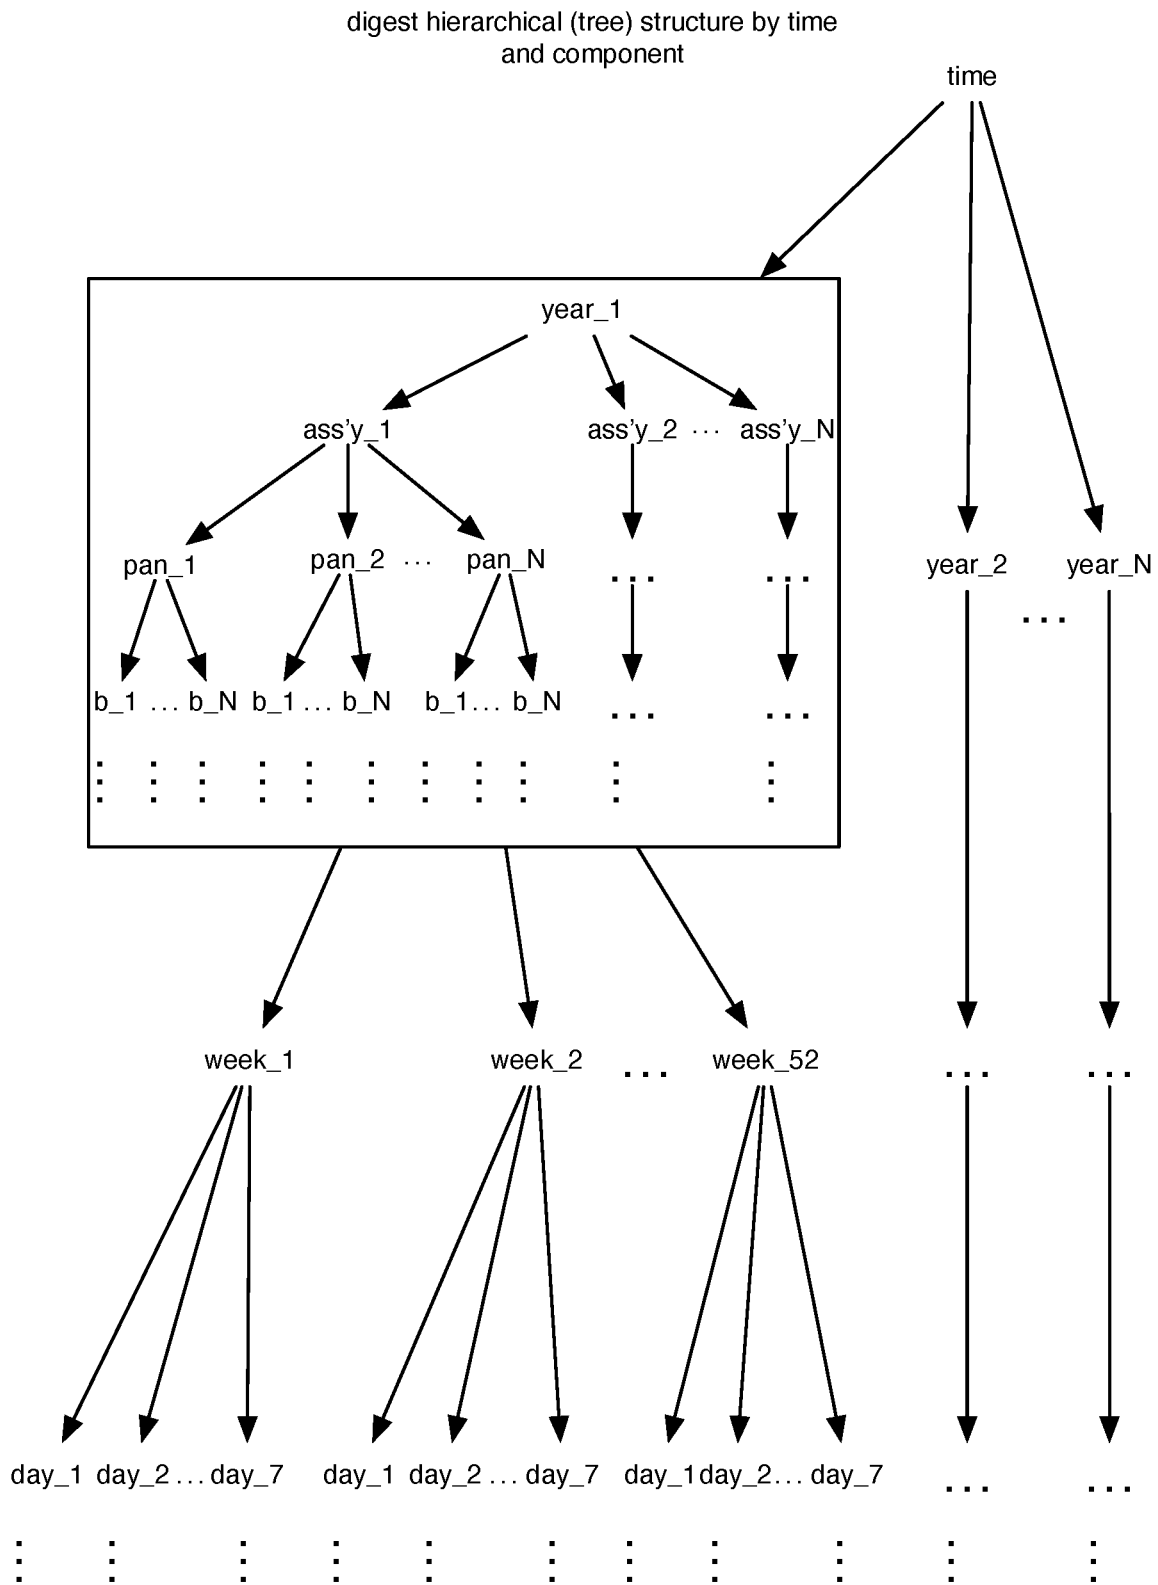 digest hierarchical (tree) structure by time
and component
time
year_1
ass'y_1 ass'y_2 ... ass'y_N
pan_1 pan_2 ... pan_N ... ...
year_2 ... year_N
b_1 ... b_N b_1 ... b_N b_1 ... b_N ... ...
week_1 week_2 ... week_52 ... ...
day_1 day_2 ... day_7 day_1 day_2 ... day_7 day_1 day_2 ... day_7 ... ...